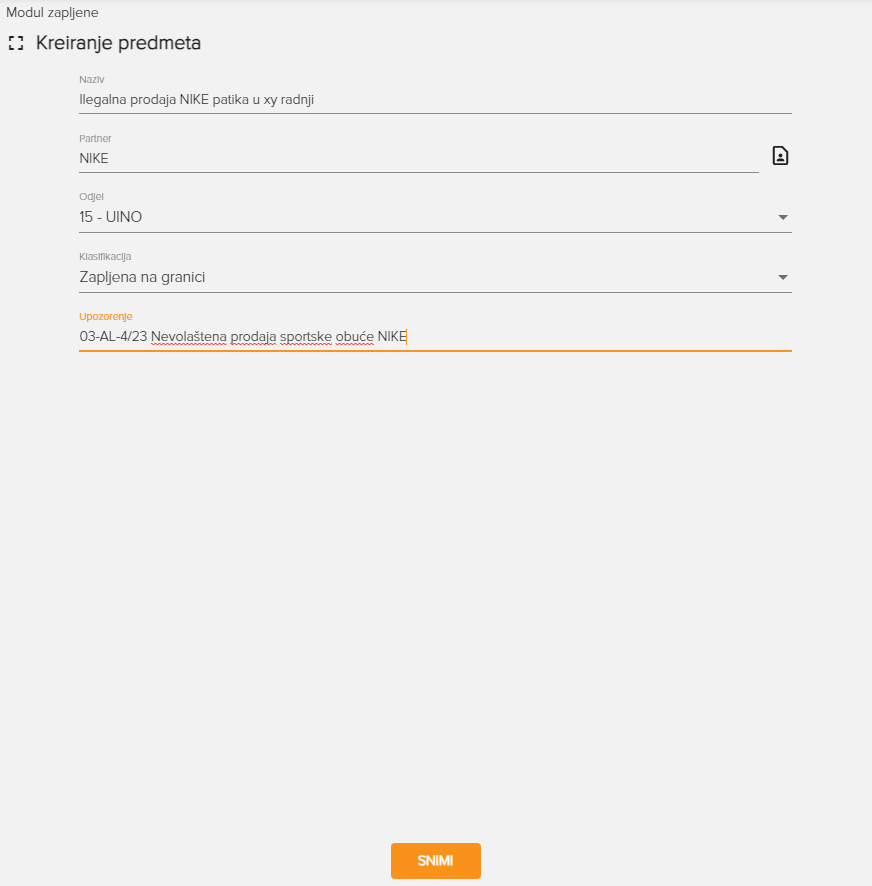 Modul zapljene
Kreiranje predmeta
Naziv
Ilegalna prodaja NIKE patika u xy radnji
Partner
NIKE
Odjel
15 - UINO
Klasifikacija
Zapljena na granici
Upozorenje
03-AL-4/23 Nevolaštena prodaja sportske obuće NIKE
SNIMI